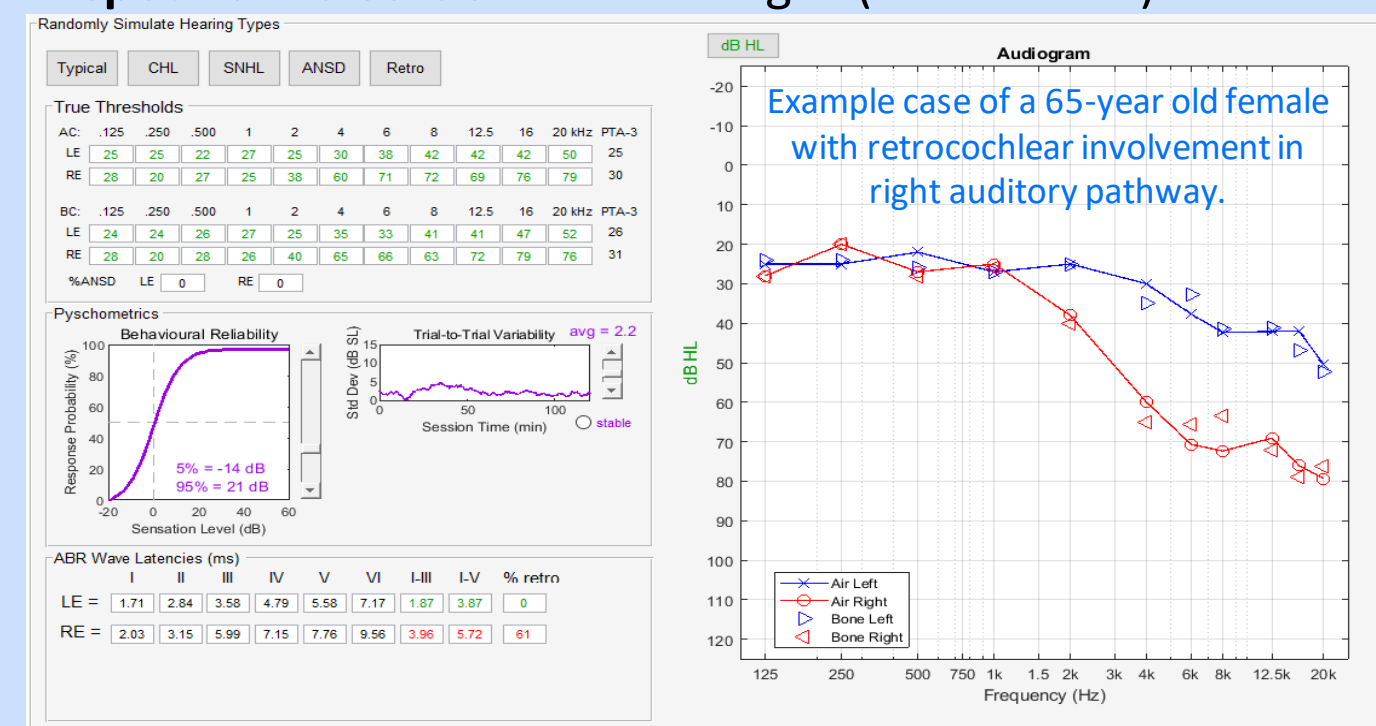 Randomly Simulate Hearing Types
Typical CHL SNHL ANSD Retro
True Thresholds
AC: .125 .250 .500 1 2 4 6 8 12.5 16 20 kHz PTA-3
LE 25 25 22 27 25 30 38 42 42 42 50 25
RE 28 20 27 25 38 60 71 72 69 76 79 30
BC: .125 .250 .500 1 2 4 6 8 12.5 16 20 kHz PTA-3
LE 24 24 26 27 25 35 33 41 41 47 52 26
RE 28 20 28 26 40 65 66 63 72 79 76 31
%ANSD LE 0 RE 0
Pyschometrics
Behavioural Reliability
Response Probability (%)
100
80
60
40
20
0
5% = -14 dB
95% = 21 dB
-20 0 20 40 60
Sensation Level (dB)
Trial-to-Trial Variability avg = 2.2
Std Dev (dB SL)
15
10
5
0
0 50 100
Session Time (min) stable
ABR Wave Latencies (ms)
I II III IV V VI I-III I-V % retro
LE = 1.71 2.84 3.58 4.79 5.58 7.17 1.87 3.87 0
RE = 2.03 3.15 5.99 7.15 7.76 9.56 3.96 5.72 61
dB HL
Audiogram
Example case of a 65-year old female
with retrocochlear involvement in
right auditory pathway.
dB HL
-20
-10
0
10
20
30
40
50
60
70
80
90
100
110
120
Air Left
Air Right
Bone Left
Bone Right
125 250 500 750 1k 1.5 2k 3k 4k 6k 8k 12.5k 20k
Frequency (Hz)